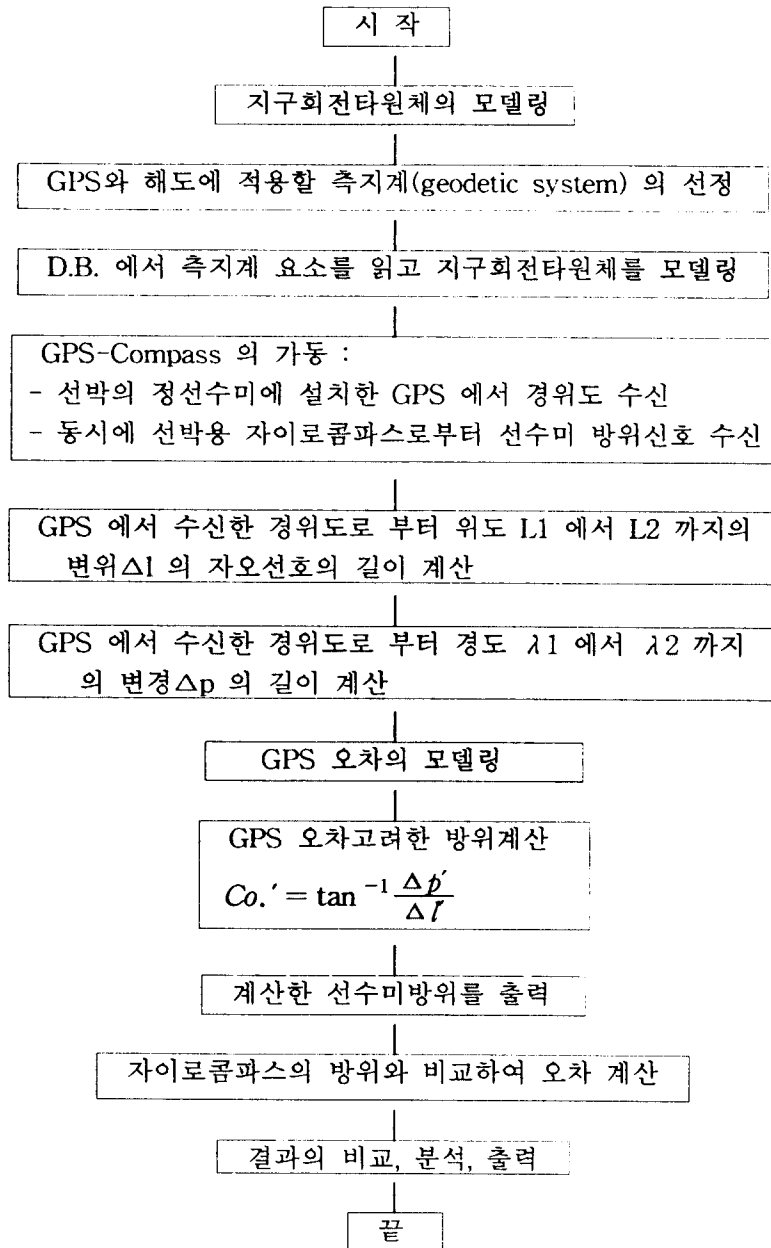 시 작
지구회전타원체의 모델링
GPS와 해도에 적용할 측지계(geodetic system) 의 선정
D.B. 에서 측지계 요소를 읽고 지구회전타원체를 모델링
GPS-Compass 의 가동 :
- 선박의 정선수미에 설치한 GPS 에서 경위도 수신
- 동시에 선박용 자이로콤파스로부터 선수미 방위신호 수신
GPS 에서 수신한 경위도로 부터 위도 L1 에서 L2 까지의
변위△l 의 자오선호의 길이 계산
GPS 에서 수신한 경위도로 부터 경도 λ1 에서 λ2 까지
의 변경△p 의 길이 계산
GPS 오차의 모델링
GPS 오차고려한 방위계산
Co.′ = tan ⁻¹ △p′/△l′
계산한 선수미방위를 출력
자이로콤파스의 방위와 비교하여 오차 계산
결과의 비교, 분석, 출력
끝